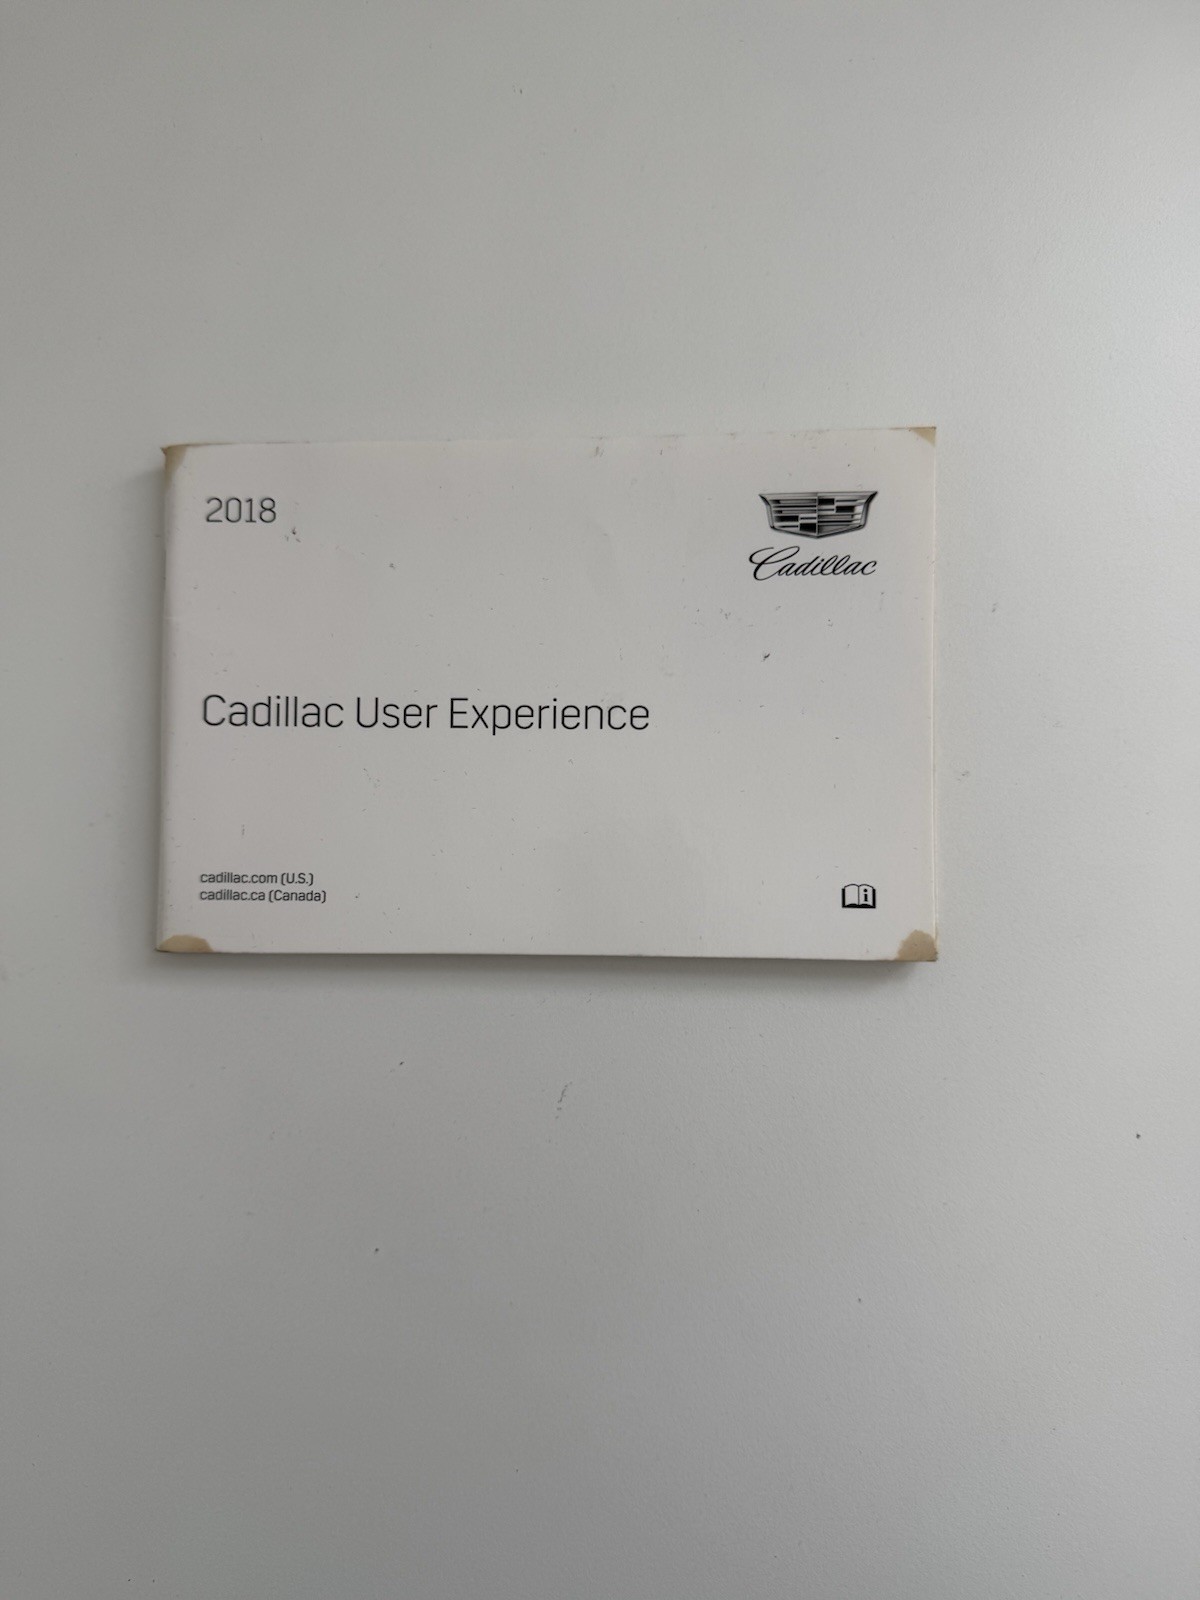 2018
Cadillac
Cadillac User Experience
cadillac.com (U.S.)
cadillac.ca (Canada)
i